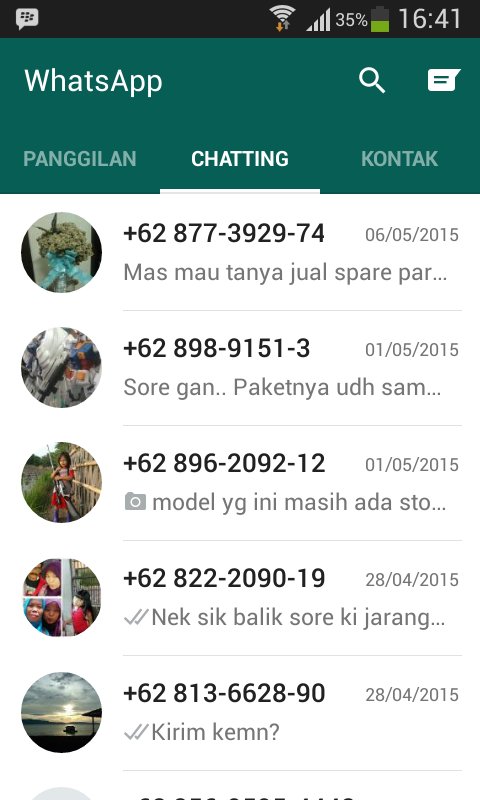 35% 16:41
WhatsApp
PANGGILAN CHATTING KONTAK
+62 877-3929-74 06/05/2015
Mas mau tanya jual spare par...
+62 898-9151-3 01/05/2015
Sore gan.. Paketnya udh sam...
+62 896-2092-12 01/05/2015
model yg ini masih ada sto...
+62 822-2090-19 28/04/2015
Nek sik balik sore ki jarang...
+62 813-6628-90 28/04/2015
Kirim kemn?